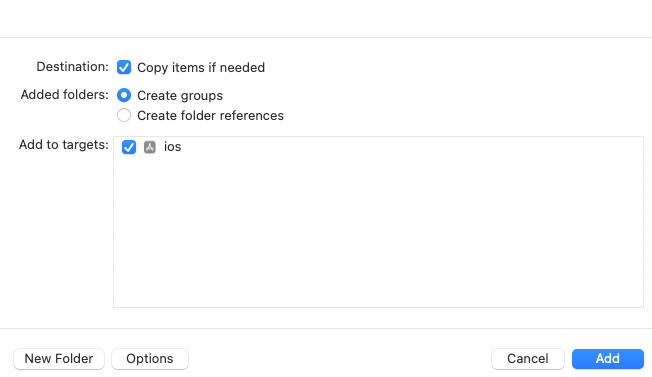 Destination: Copy items if needed
Added folders: Create groups
Create folder references
Add to targets: ios
New Folder Options Cancel Add